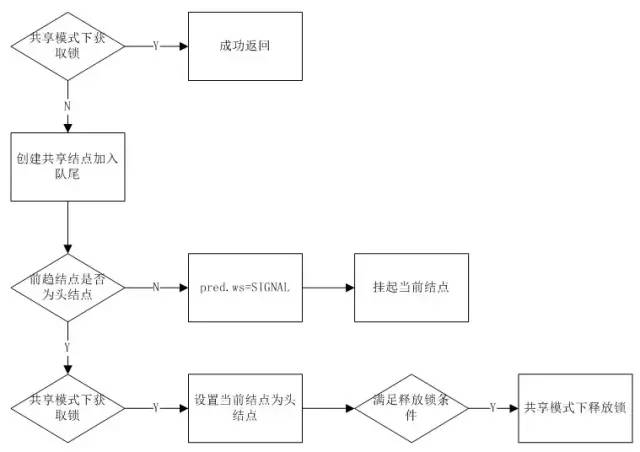 共享模式下获
取锁
Y
成功返回
N
创建共享结点加入
队尾
前趋结点是否
为头结点
N
pred.ws=SIGNAL
挂起当前结点
Y
共享模式下获
取锁
Y
设置当前结点为头
结点
满足释放锁条
件
Y
共享模式下释放锁